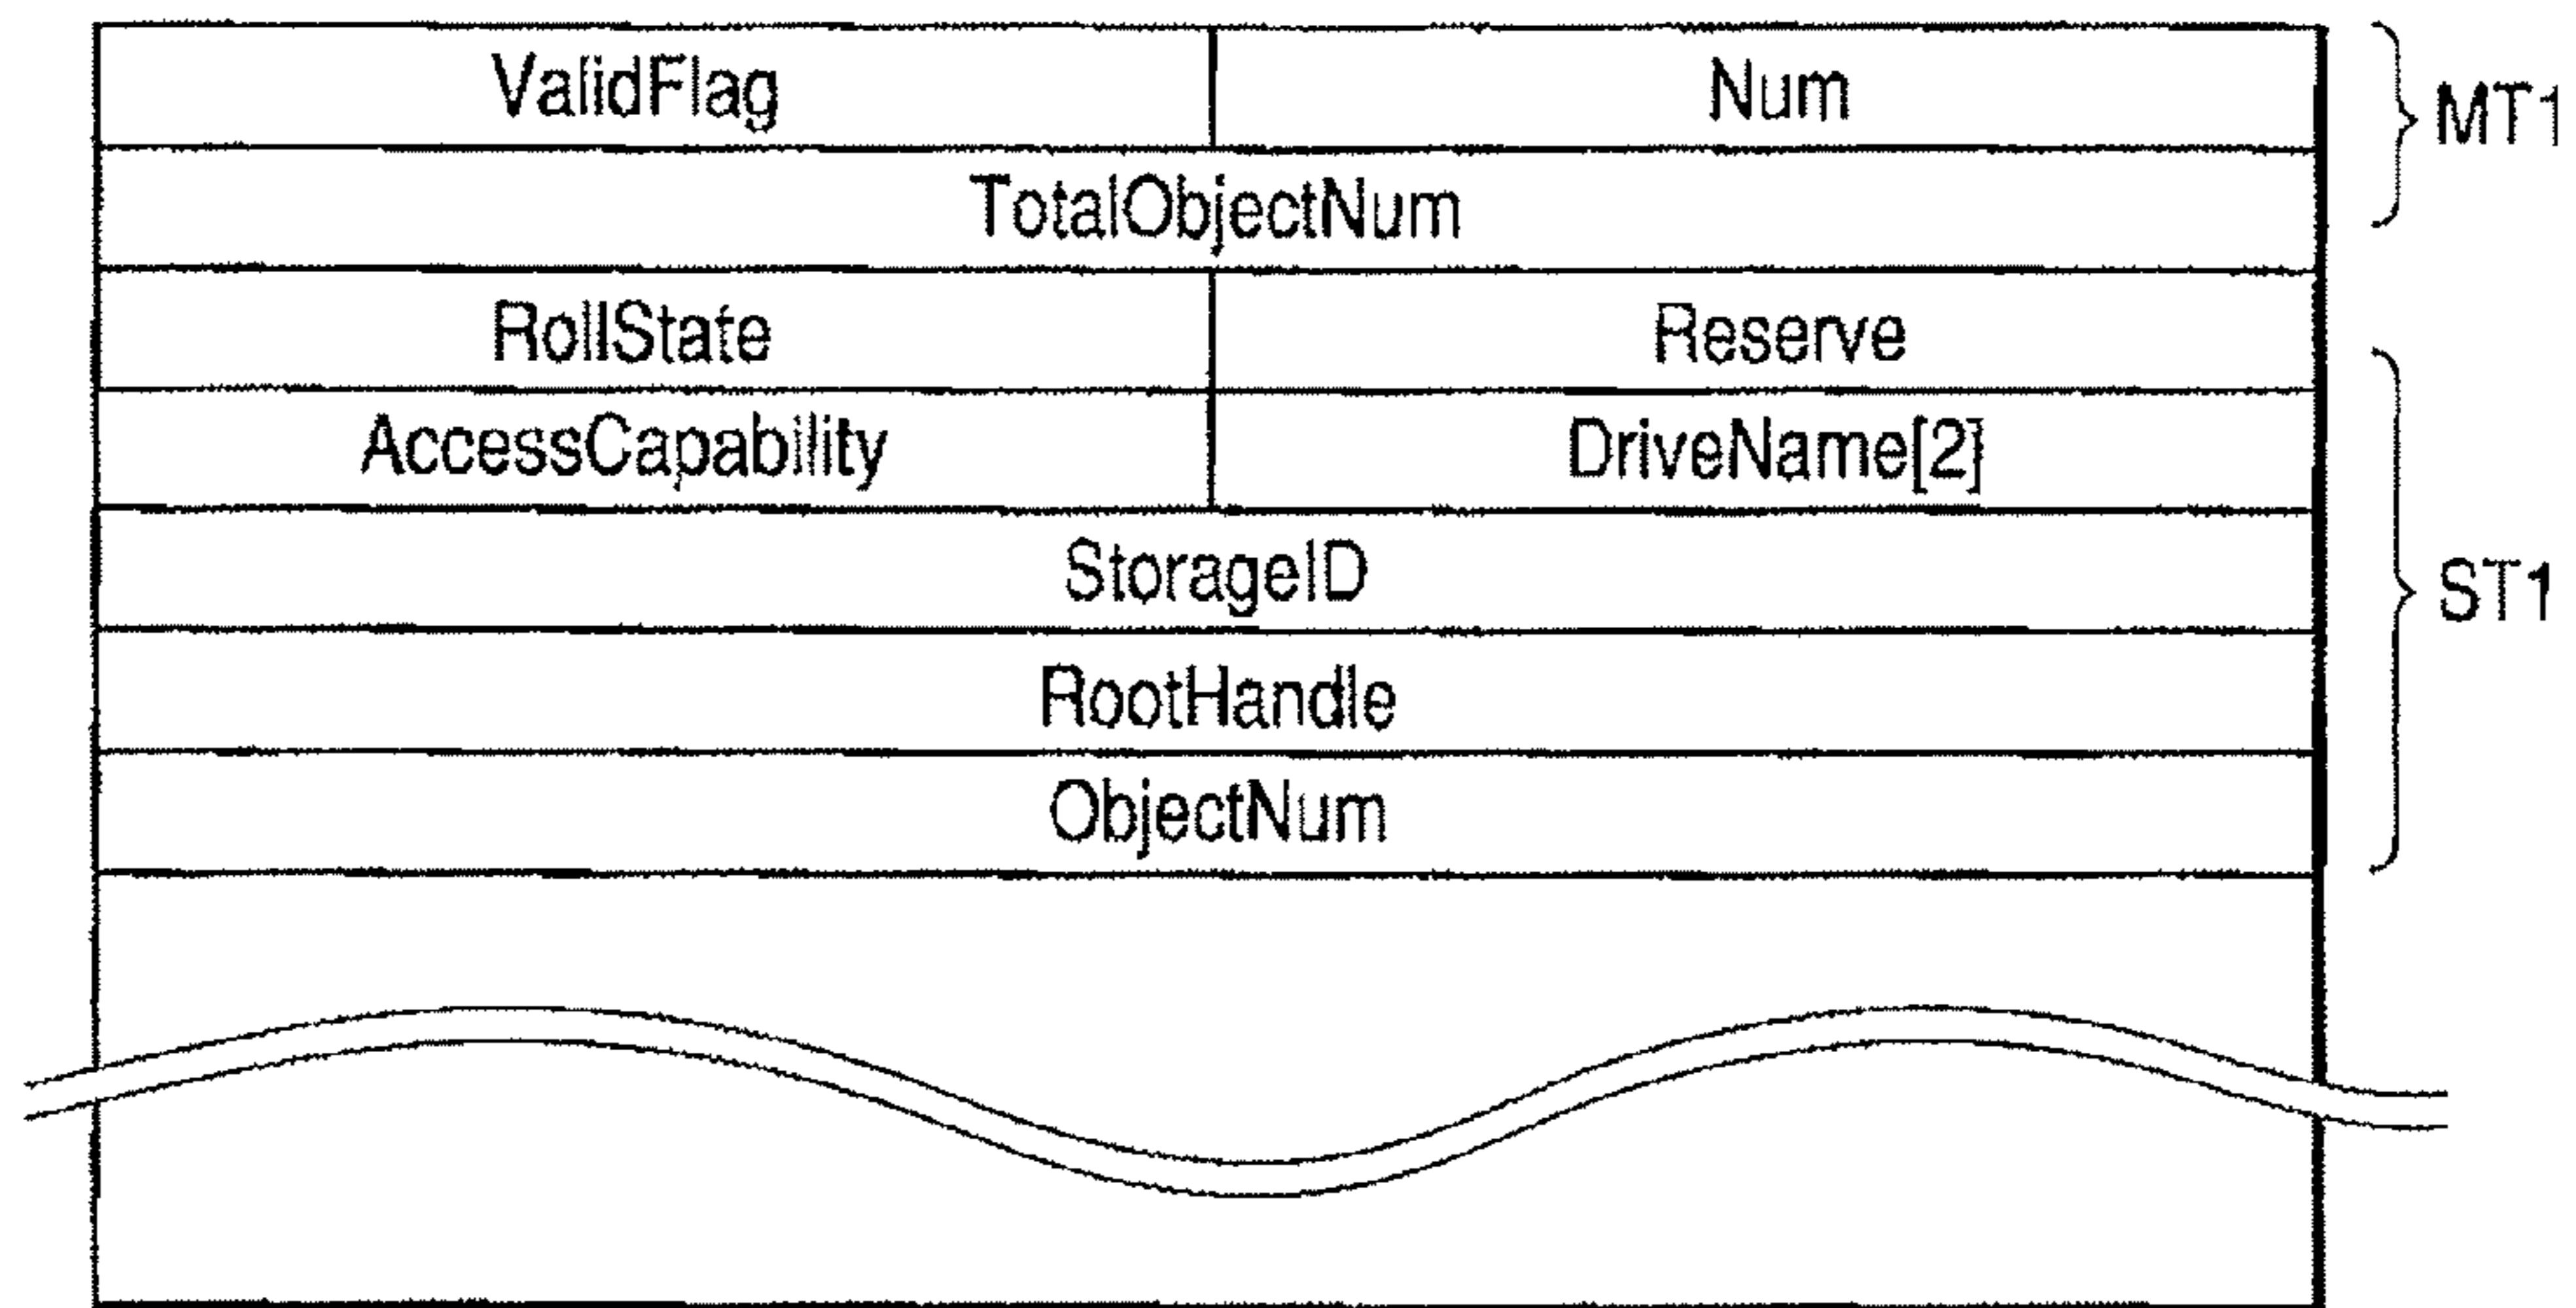 ValidFlag Num
MT1
TotalObjectNum
RollState Reserve
AccessCapability DriveName[2]
StorageID
ST1
RootHandle
ObjectNum